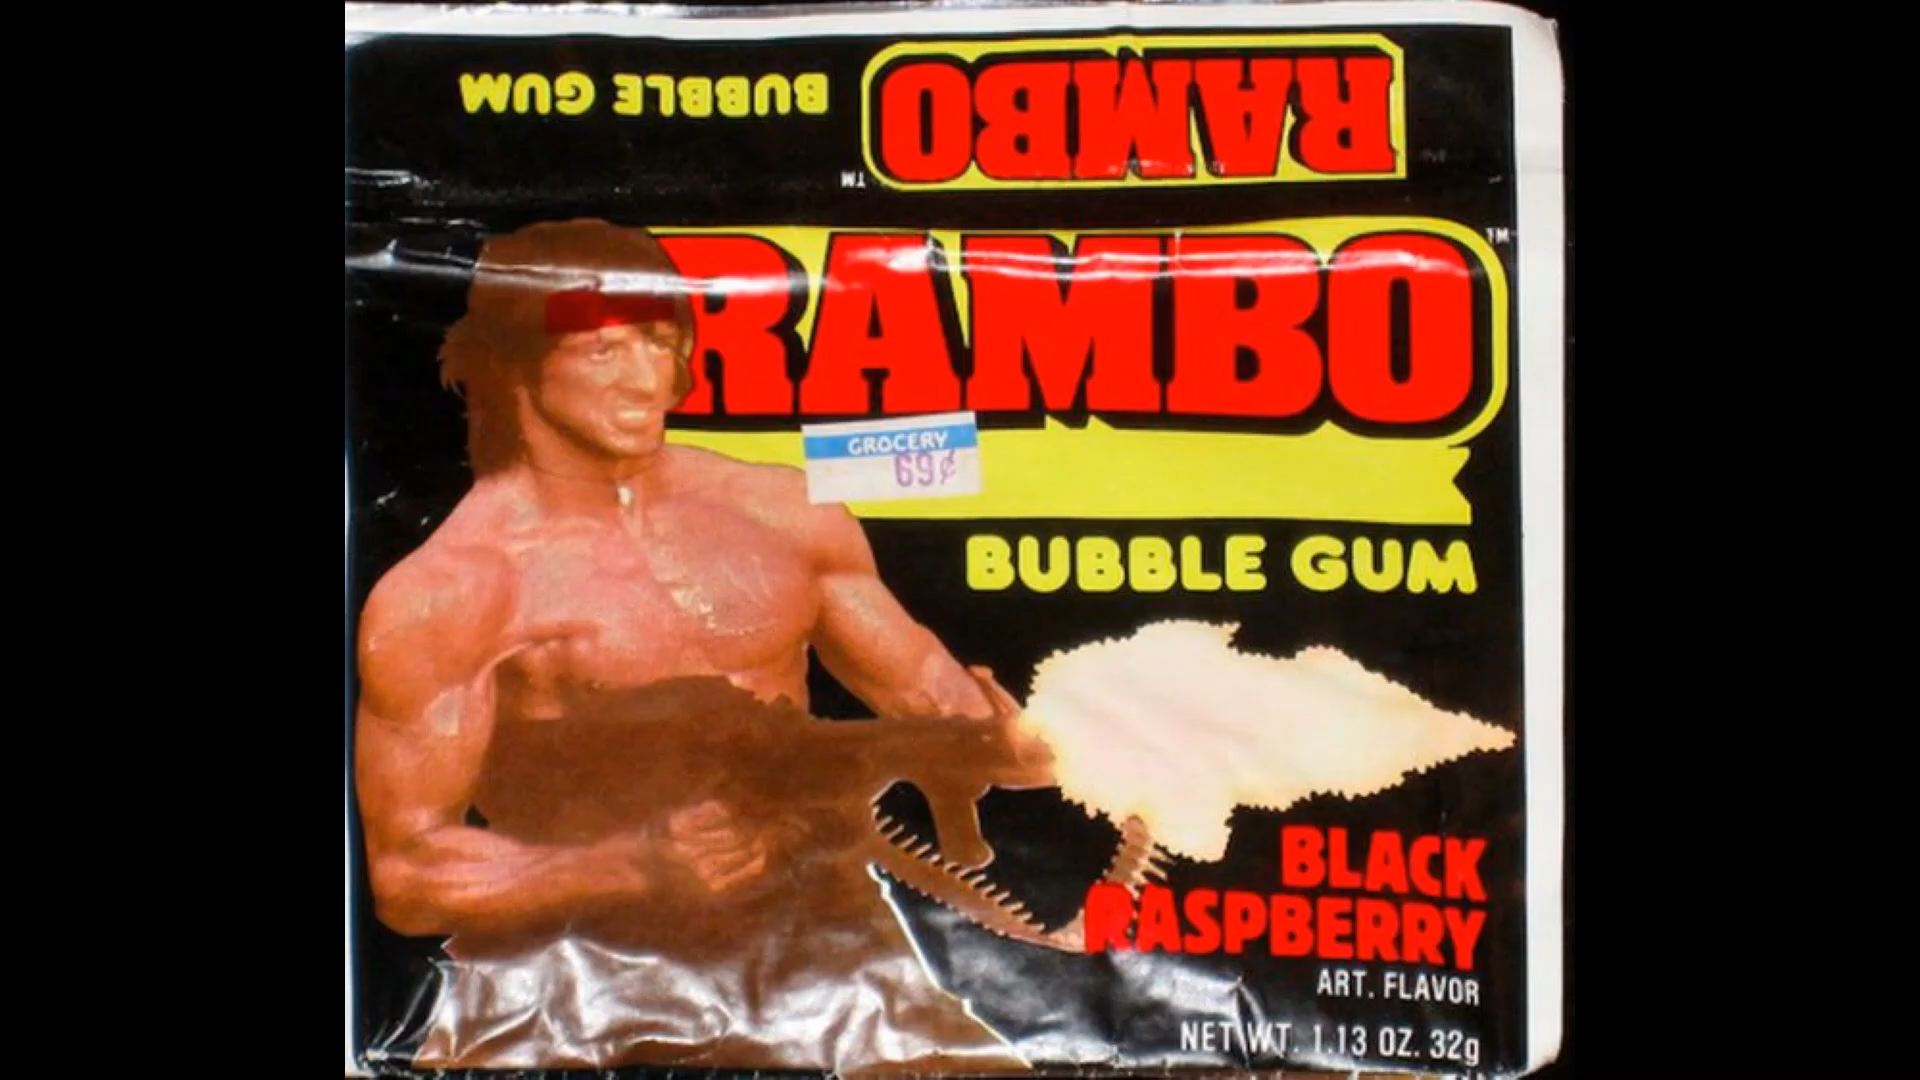 RAMBO
BUBBLE GUM
TM
RAMBO
TM
GROCERY
69¢
BUBBLE GUM
BLACK
RASPBERRY
ART. FLAVOR
NET WT. 1.13 OZ. 32g